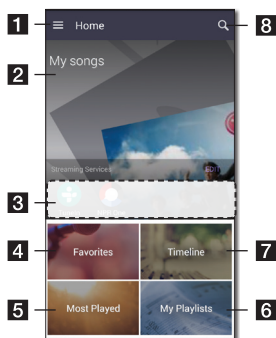 1
Home
8
2
My songs
Streaming Services
3
4
Favorites
Timeline
7
5
Most Played
My Playlists
6